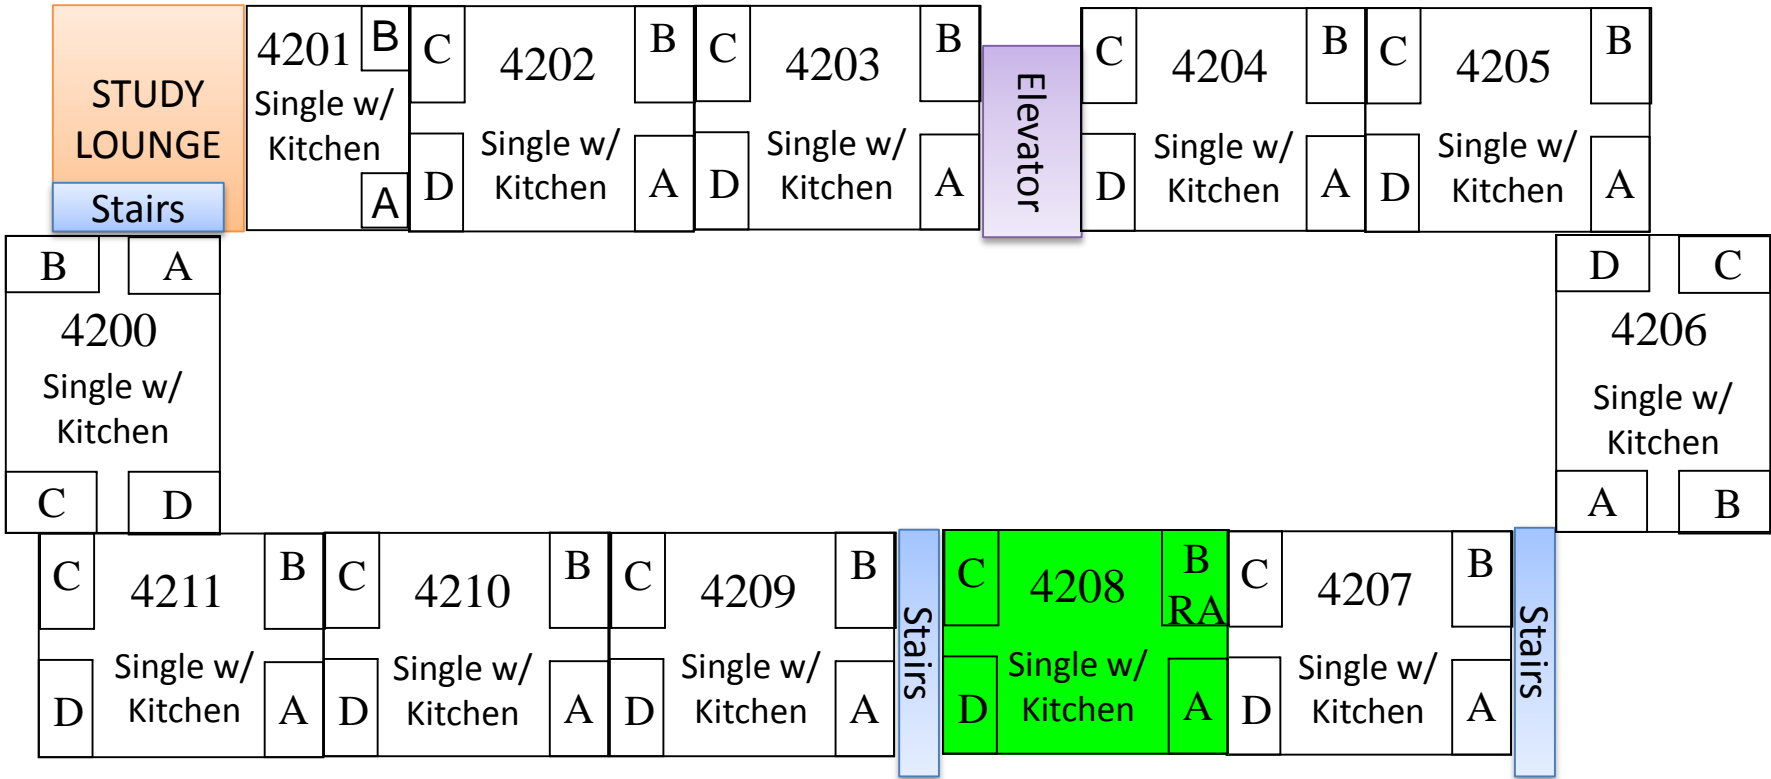 STUDY
LOUNGE
Stairs
4201
B
Single w/
Kitchen
A
C
4202
B
Single w/
Kitchen
D
A
C
4203
B
Single w/
Kitchen
D
A
Elevator
C
4204
B
Single w/
Kitchen
D
A
C
4205
B
Single w/
Kitchen
D
A
B
A
4200
Single w/
Kitchen
C
D
D
C
4206
Single w/
Kitchen
A
B
C
4211
B
Single w/
Kitchen
D
A
C
4210
B
Single w/
Kitchen
D
A
C
4209
B
Single w/
Kitchen
D
A
Stairs
C
4208
B
RA
Single w/
Kitchen
D
A
C
4207
B
Single w/
Kitchen
D
A
Stairs